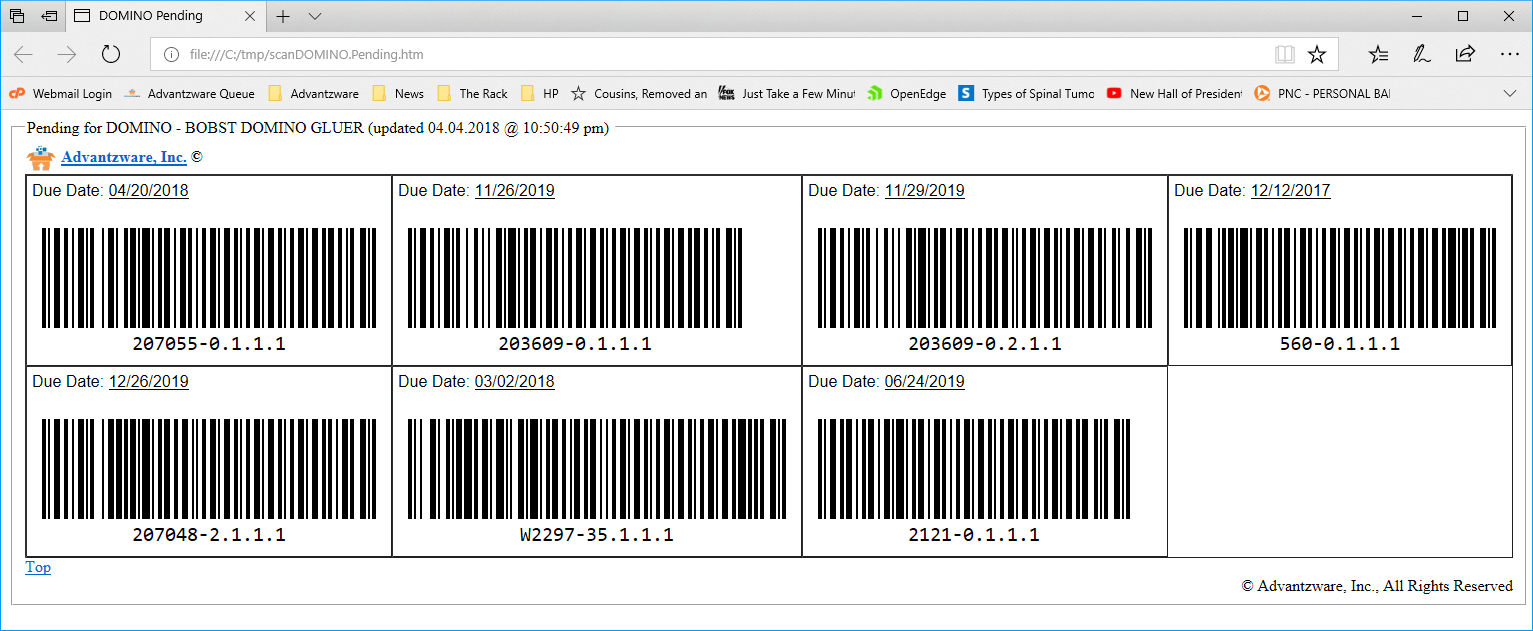 DOMINO Pending
file:///C:/tmp/scanDOMINO.Pending.htm
Webmail Login Advantzware Queue Advantzware News The Rack HP Cousins, Removed an FOX NEWS Just Take a Few Minut OpenEdge S Types of Spinal Tumo New Hall of President PNC - PERSONAL BA
Pending for DOMINO - BOBST DOMINO GLUER (updated 04.04.2018 @ 10:50:49 pm)
Advantzware, Inc. ©
Due Date: 04/20/2018 Due Date: 11/26/2019 Due Date: 11/29/2019 Due Date: 12/12/2017
207055-0.1.1.1 203609-0.1.1.1 203609-0.2.1.1 560-0.1.1.1
Due Date: 12/26/2019 Due Date: 03/02/2018 Due Date: 06/24/2019
207048-2.1.1.1 W2297-35.1.1.1 2121-0.1.1.1
Top
© Advantzware, Inc., All Rights Reserved